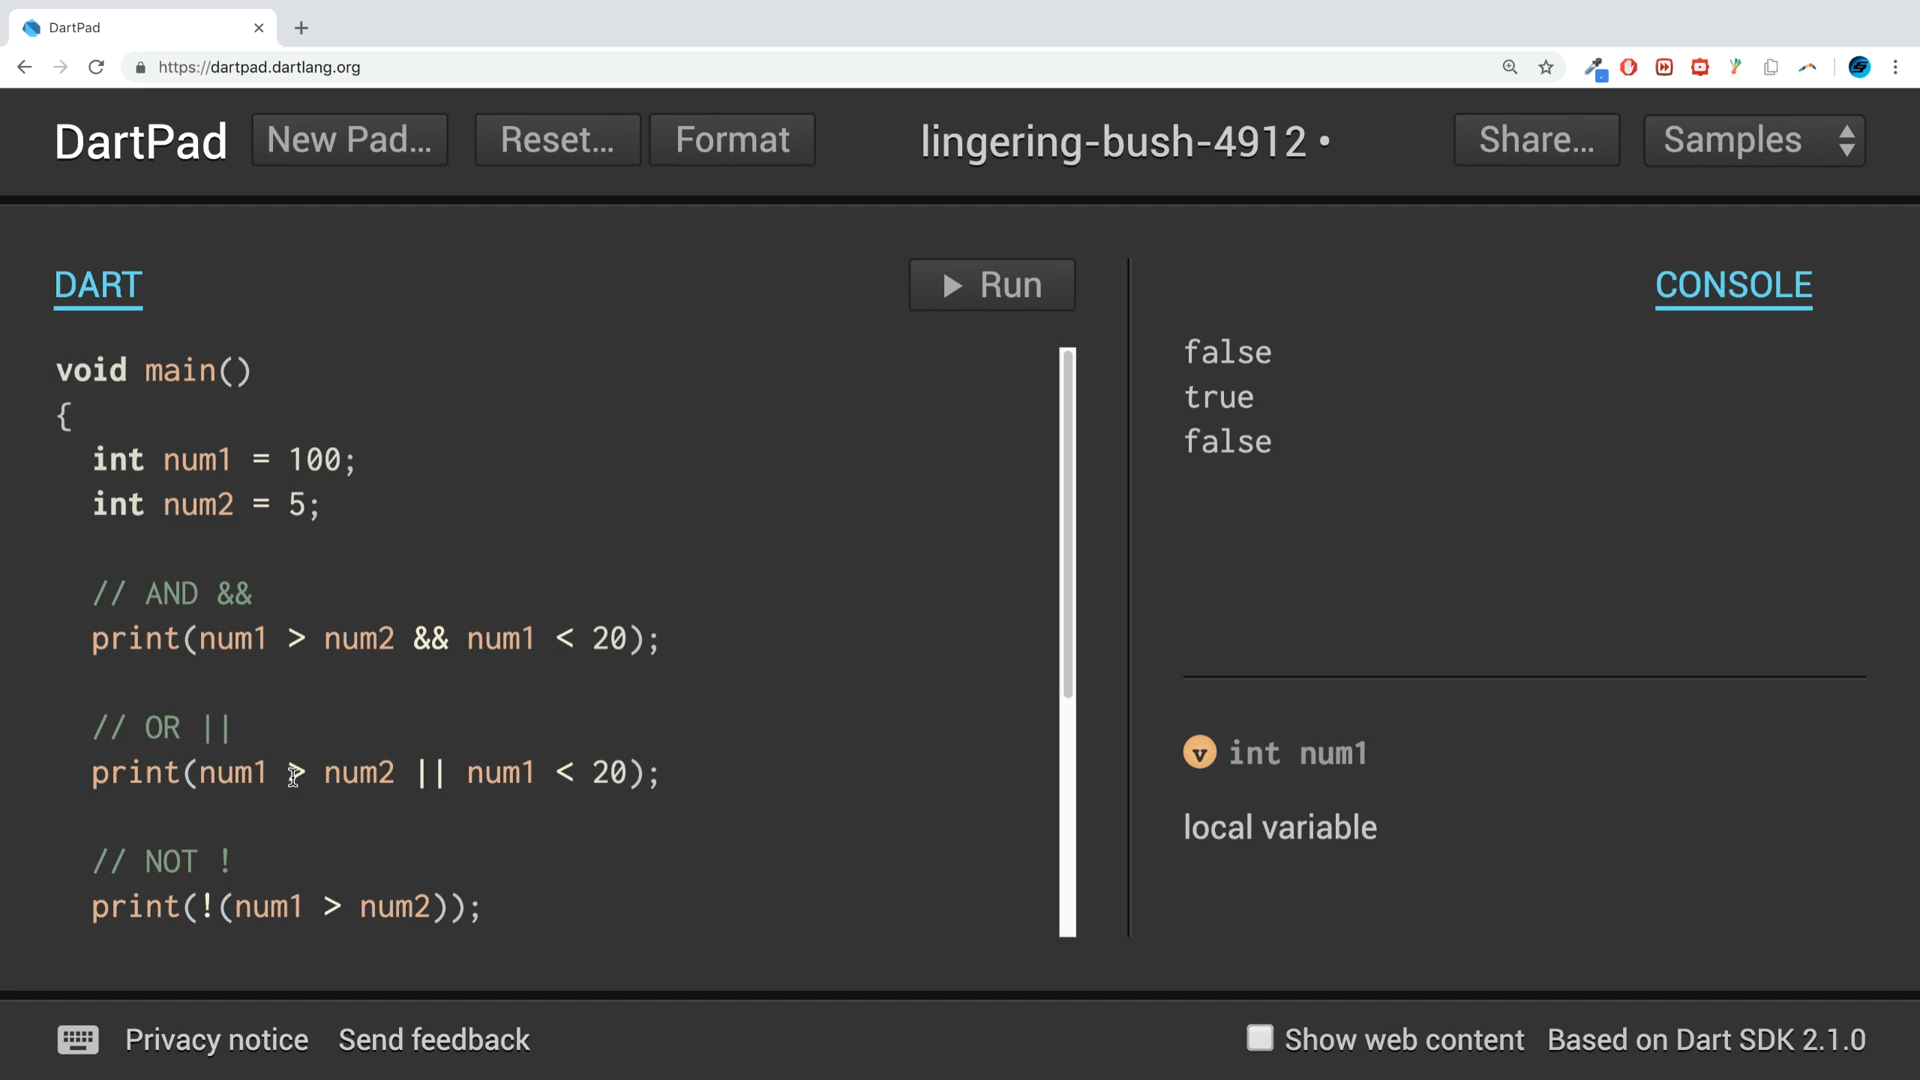 DartPad
https://dartpad.dartlang.org
DartPad New Pad... Reset... Format lingering-bush-4912 • Share... Samples
DART Run CONSOLE
void main()
{
int num1 = 100;
int num2 = 5;
// AND &&
print(num1 > num2 && num1 < 20);
// OR ||
print(num1 > num2 || num1 < 20);
// NOT !
print(!(num1 > num2));
false
true
false
v int num1
local variable
Privacy notice Send feedback Show web content Based on Dart SDK 2.1.0